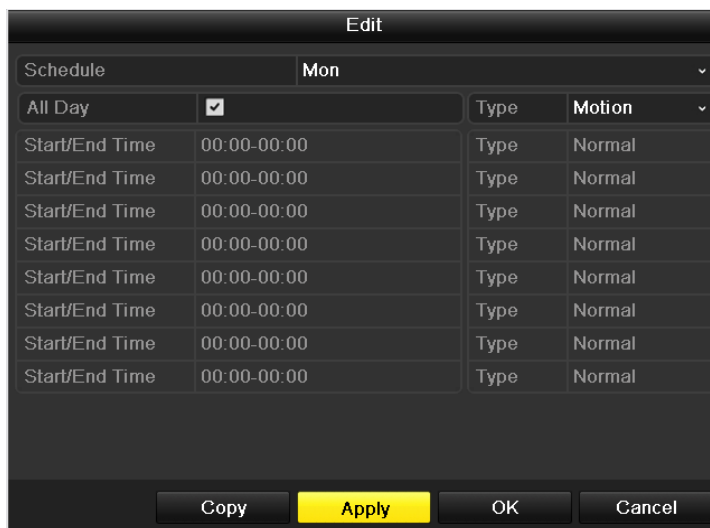 Edit
Schedule Mon
All Day Type Motion
Start/End Time 00:00-00:00 Type Normal
Start/End Time 00:00-00:00 Type Normal
Start/End Time 00:00-00:00 Type Normal
Start/End Time 00:00-00:00 Type Normal
Start/End Time 00:00-00:00 Type Normal
Start/End Time 00:00-00:00 Type Normal
Start/End Time 00:00-00:00 Type Normal
Start/End Time 00:00-00:00 Type Normal
Copy Apply OK Cancel